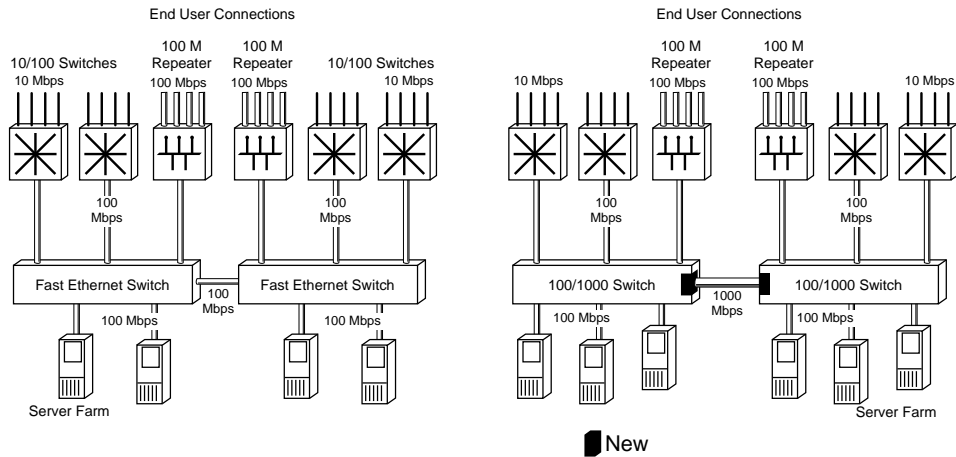 End User Connections
100 M
Repeater
100 M
Repeater
10/100 Switches
10/100 Switches
10 Mbps
100 Mbps
100 Mbps
10 Mbps
100
Mbps
100
Mbps
Fast Ethernet Switch
Fast Ethernet Switch
100
Mbps
100 Mbps
100 Mbps
Server Farm
End User Connections
100 M
Repeater
100 M
Repeater
10 Mbps
100 Mbps
100 Mbps
10 Mbps
100
Mbps
100
Mbps
100/1000 Switch
100/1000 Switch
1000
Mbps
100 Mbps
100 Mbps
Server Farm
New